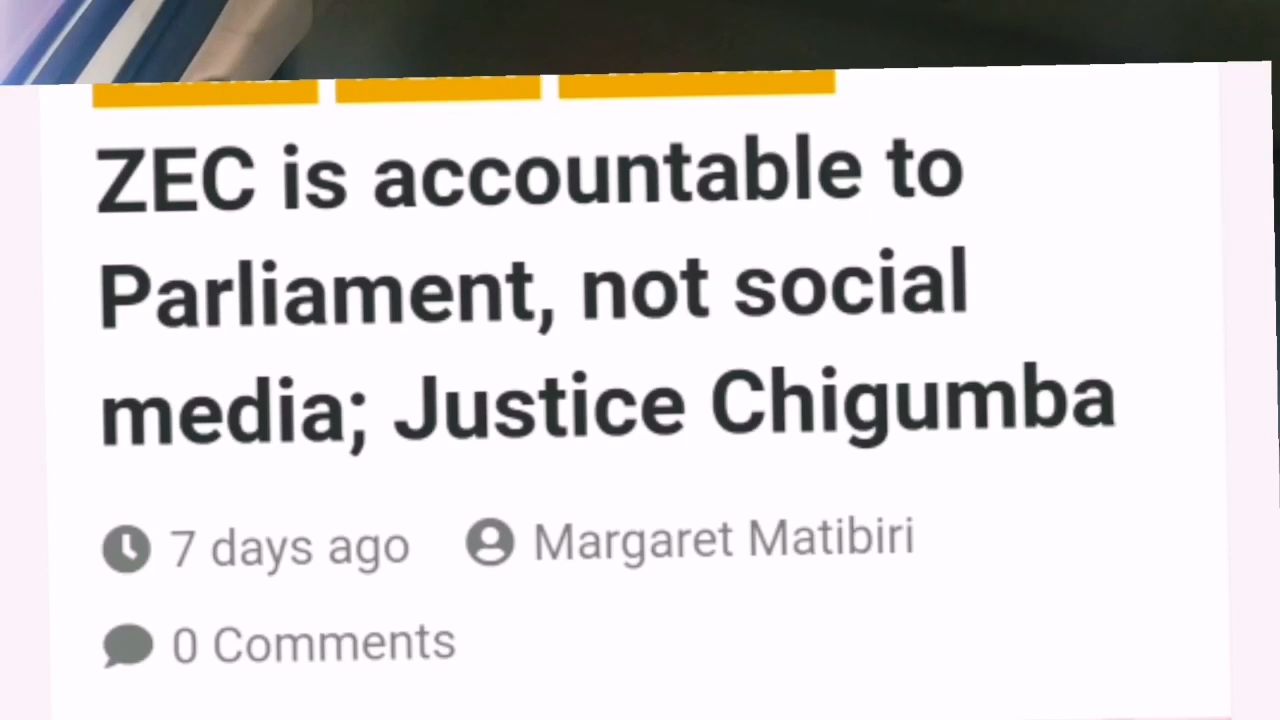 ZEC is accountable to
Parliament, not social
media; Justice Chigumba
7 days ago Margaret Matibiri
0 Comments